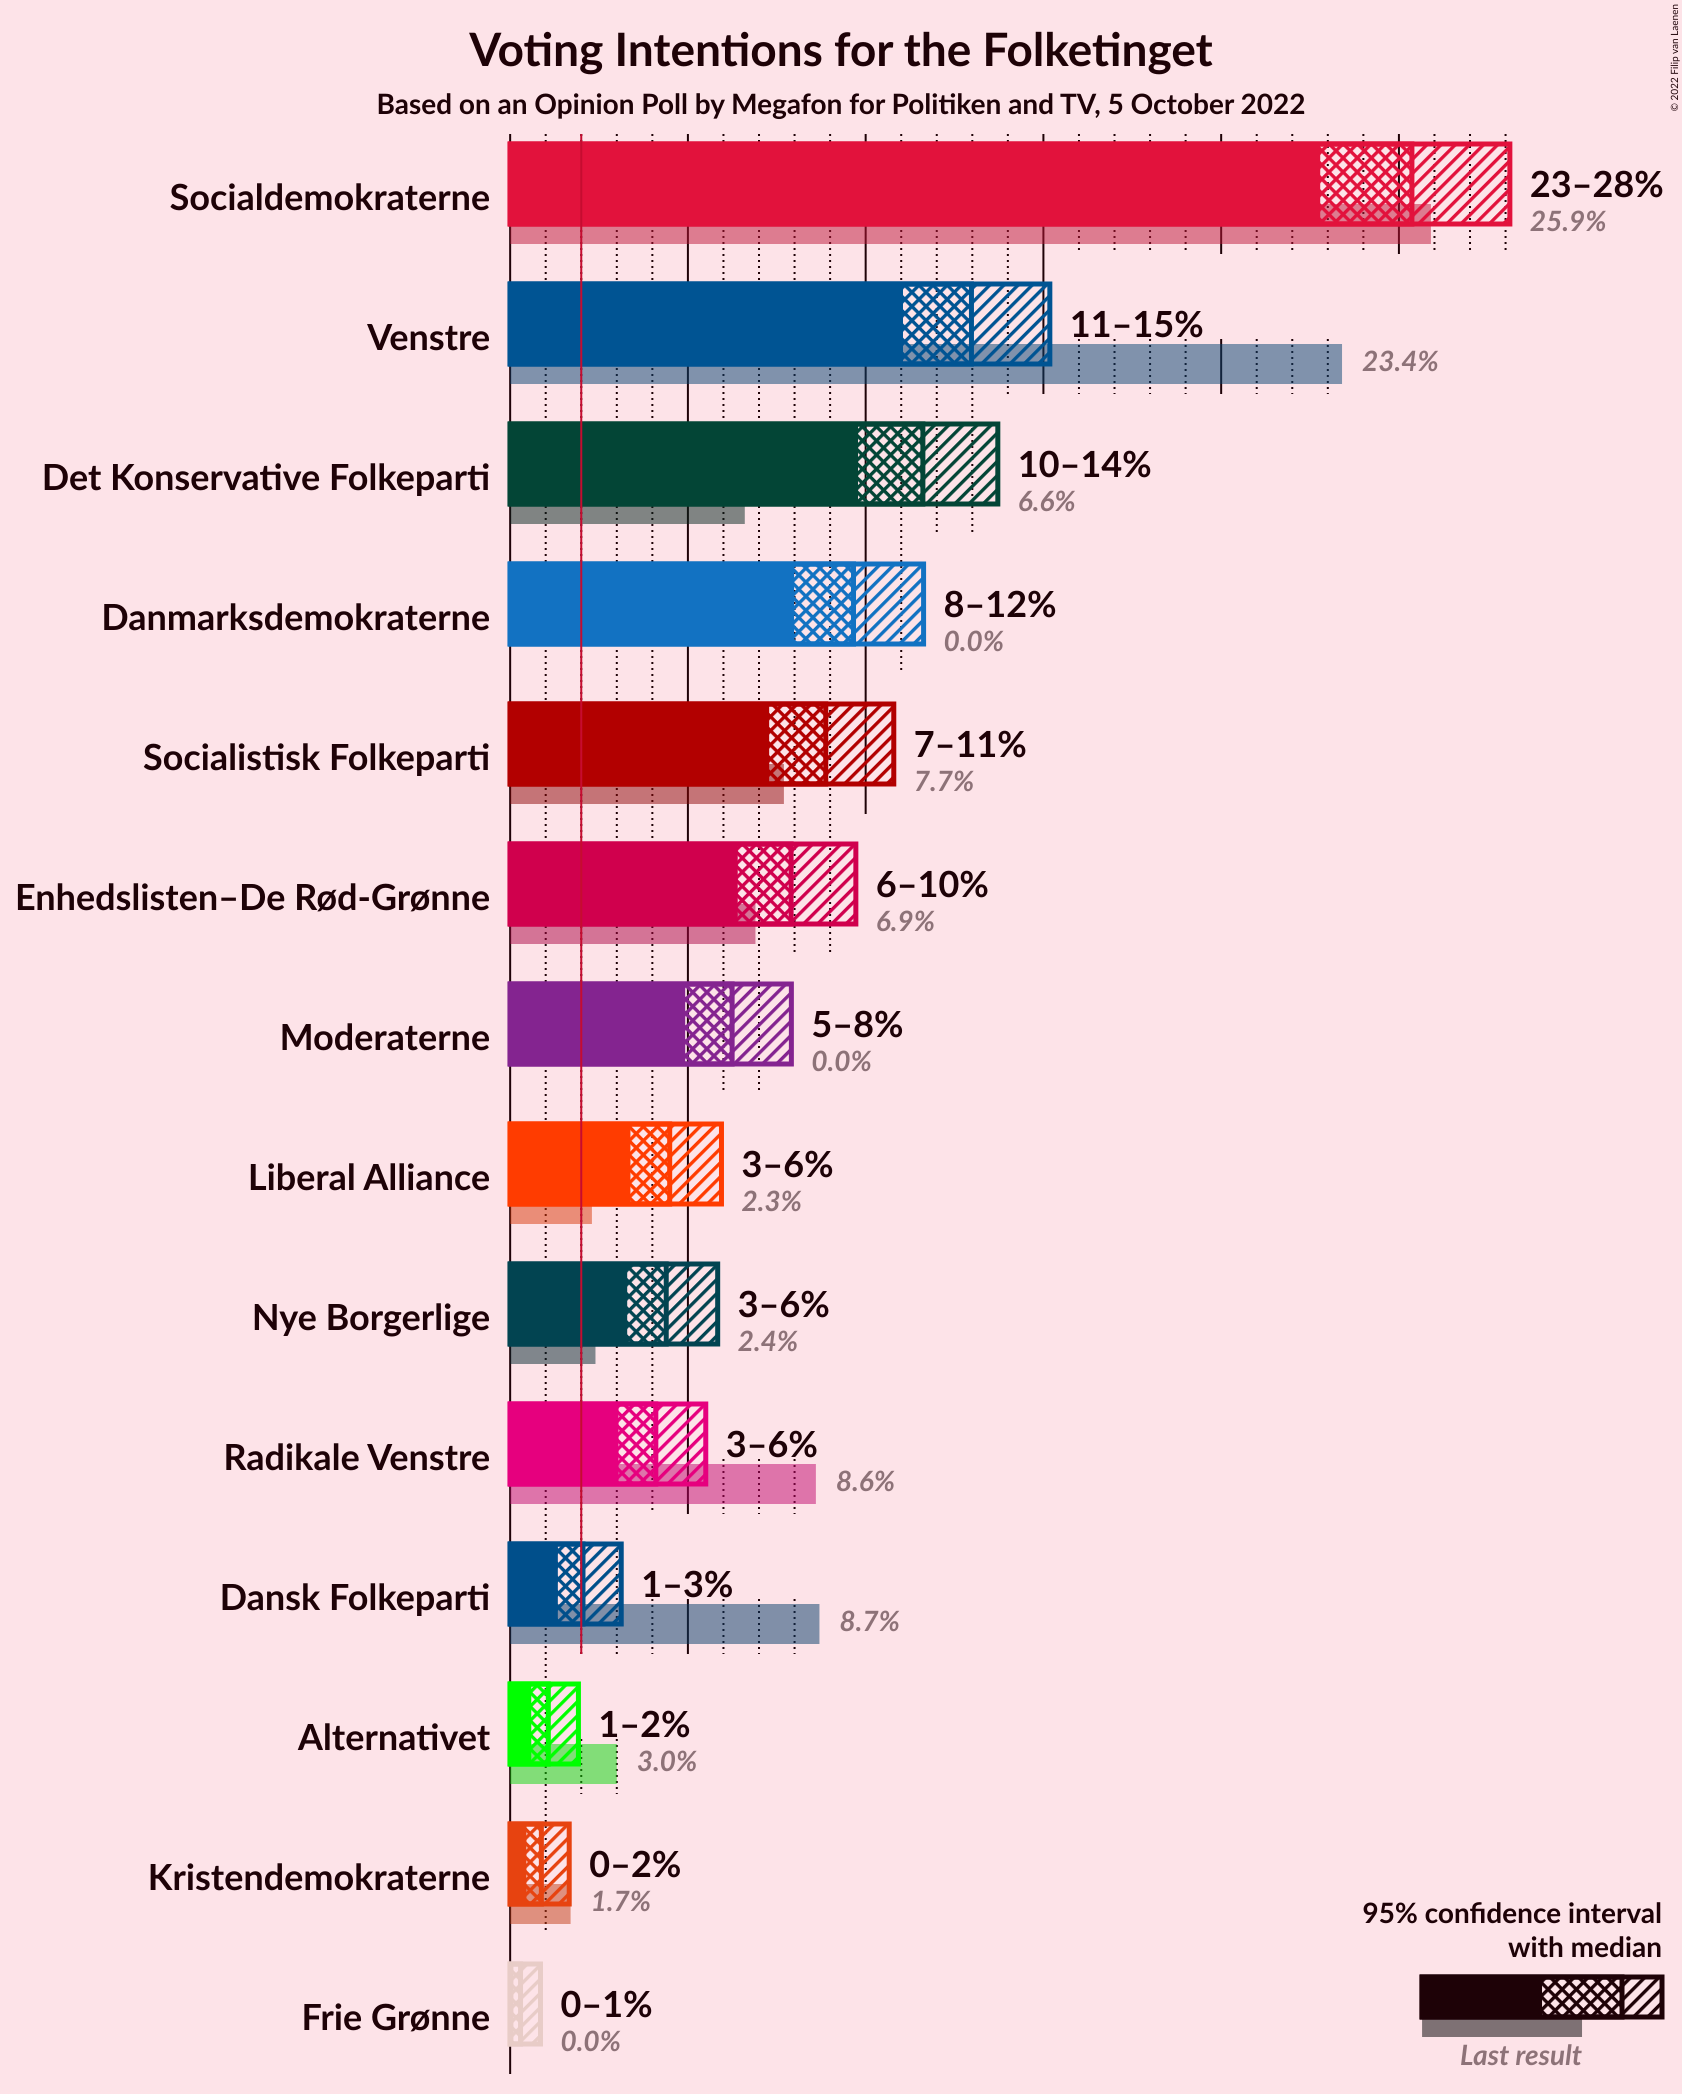 © 2022 Filip van Laenen
Voting Intentions for the Folketinget
Based on an Opinion Poll by Megafon for Politiken and TV, 5 October 2022
Socialdemokraterne
23–28%
25.9%
Venstre
11–15%
23.4%
Det Konservative Folkeparti
10–14%
6.6%
Danmarksdemokraterne
8–12%
0.0%
Socialistisk Folkeparti
7–11%
7.7%
Enhedslisten–De Rød-Grønne
6–10%
6.9%
Moderaterne
5–8%
0.0%
Liberal Alliance
3–6%
2.3%
Nye Borgerlige
3–6%
2.4%
Radikale Venstre
3–6%
8.6%
Dansk Folkeparti
1–3%
8.7%
Alternativet
1–2%
3.0%
Kristendemokraterne
0–2%
1.7%
Frie Grønne
0–1%
0.0%
95% confidence interval
with median
Last result